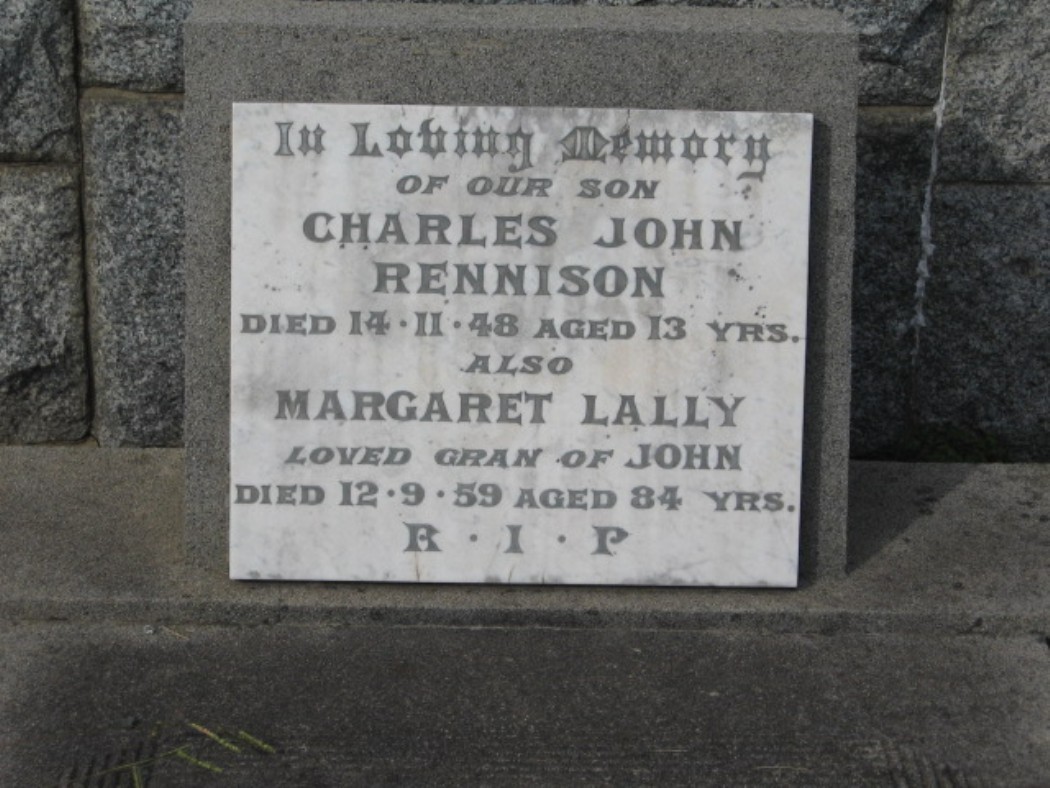 In Loving Memory
OF OUR SON
CHARLES JOHN
RENNISON
DIED 14·11·48 AGED 13 YRS.
ALSO
MARGARET LALLY
LOVED GRAN OF JOHN
DIED 12·9·59 AGED 84 YRS.
R·I·P